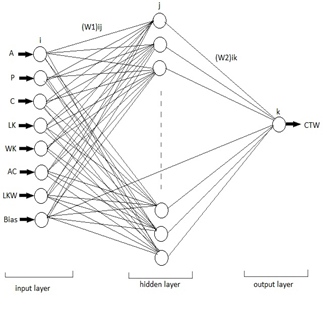 j
i
(W1)ij
(W2)ik
A
P
C
LK
WK
AC
LKW
Bias
k
CTW
input layer
hidden layer
output layer